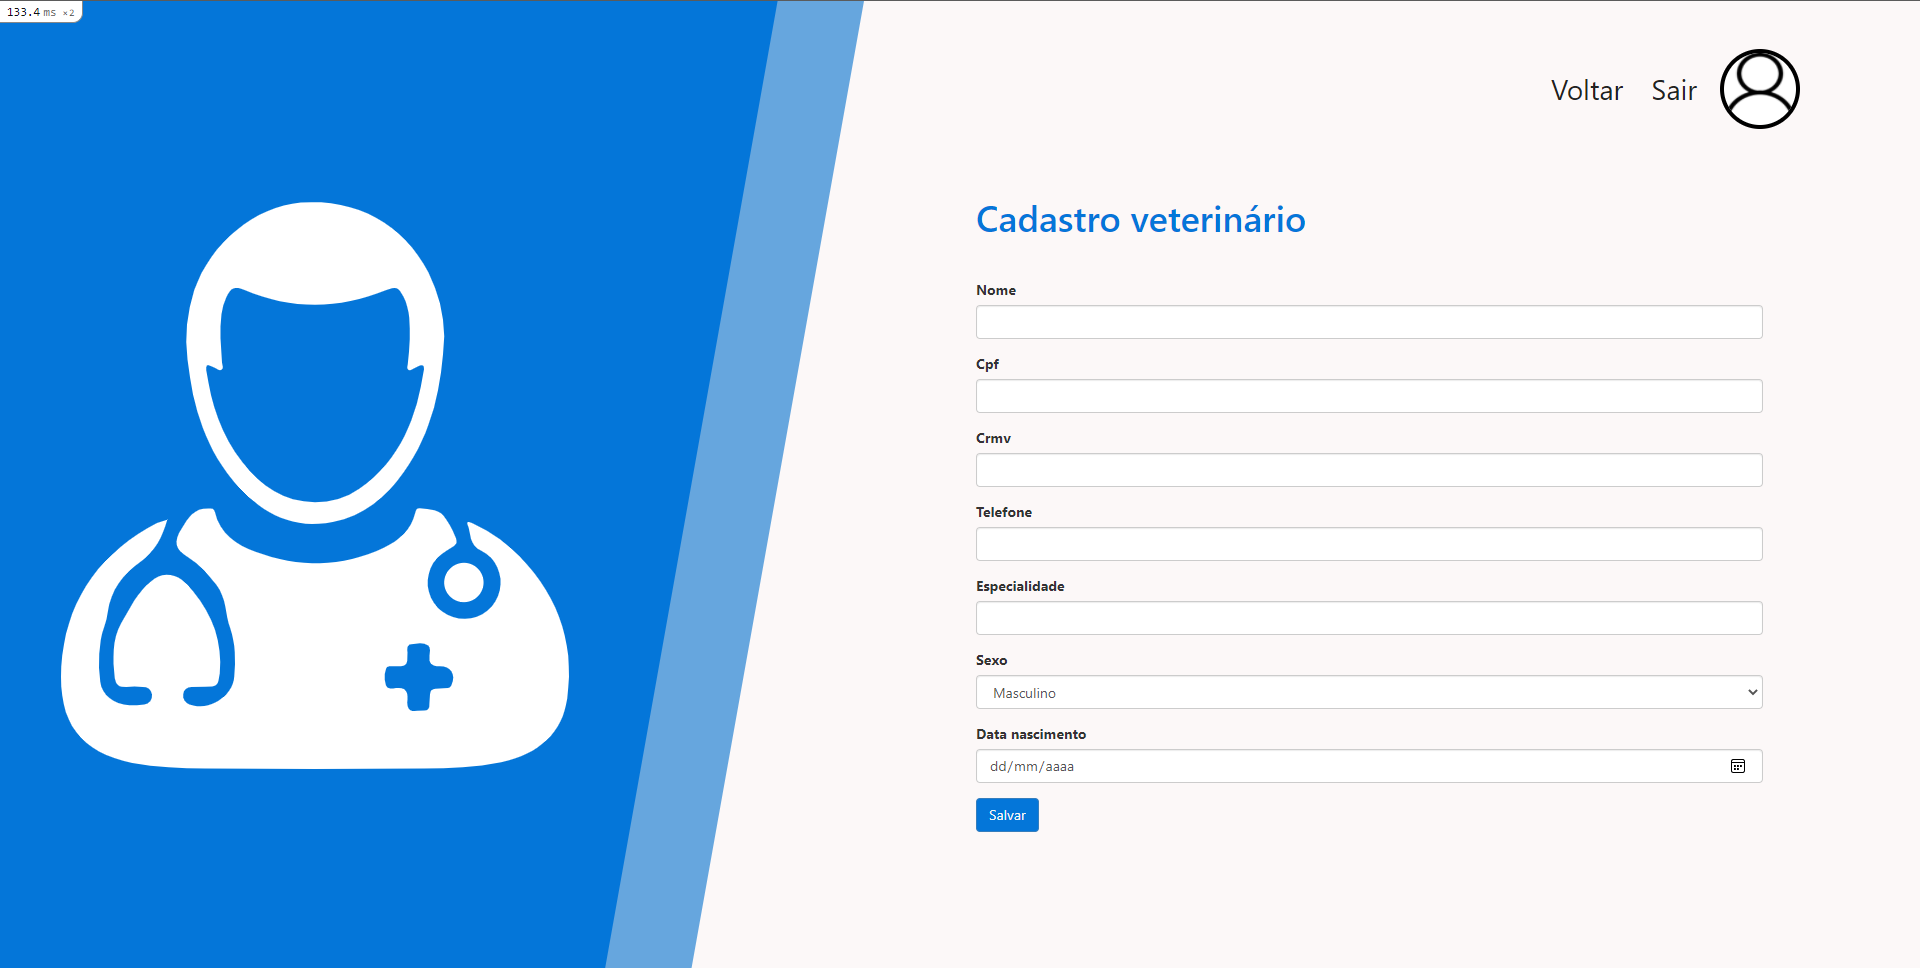 133.4 ms ×2
Voltar Sair
Cadastro veterinário
Nome
Cpf
Crmv
Telefone
Especialidade
Sexo
Masculino
Data nascimento
dd/mm/aaaa
Salvar